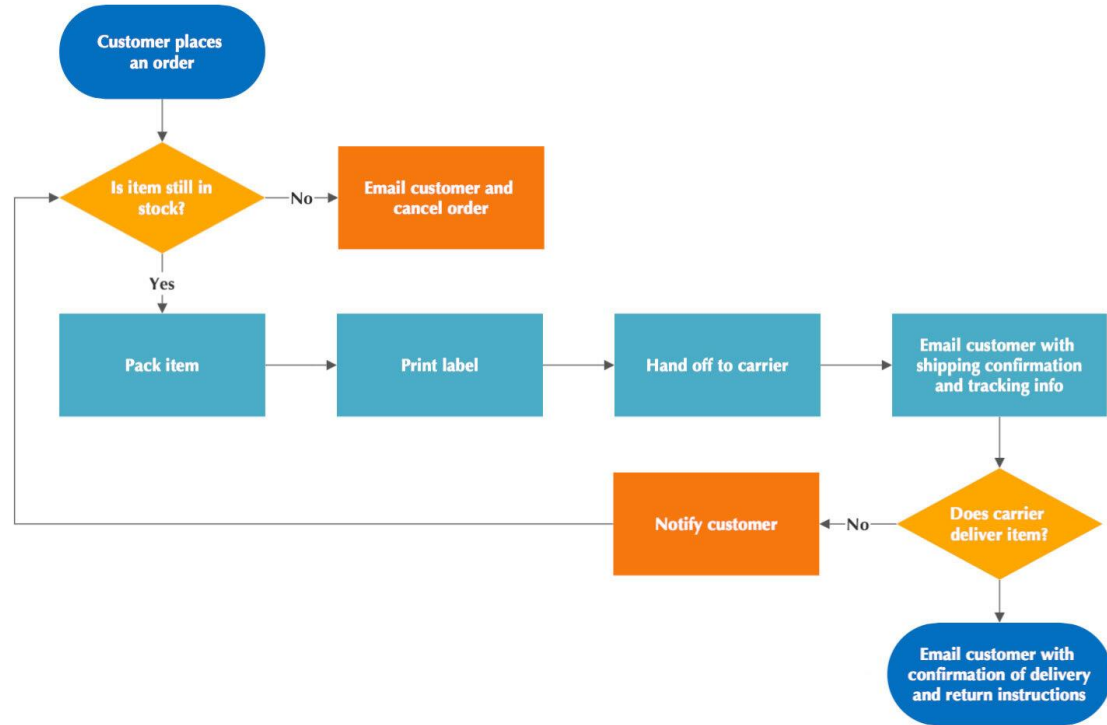 Customer places
an order
Is item still in
stock?
No
Email customer and
cancel order
Yes
Pack item
Print label
Hand off to carrier
Email customer with
shipping confirmation
and tracking info
Does carrier
deliver item?
No
Notify customer
Email customer with
confirmation of delivery
and return instructions